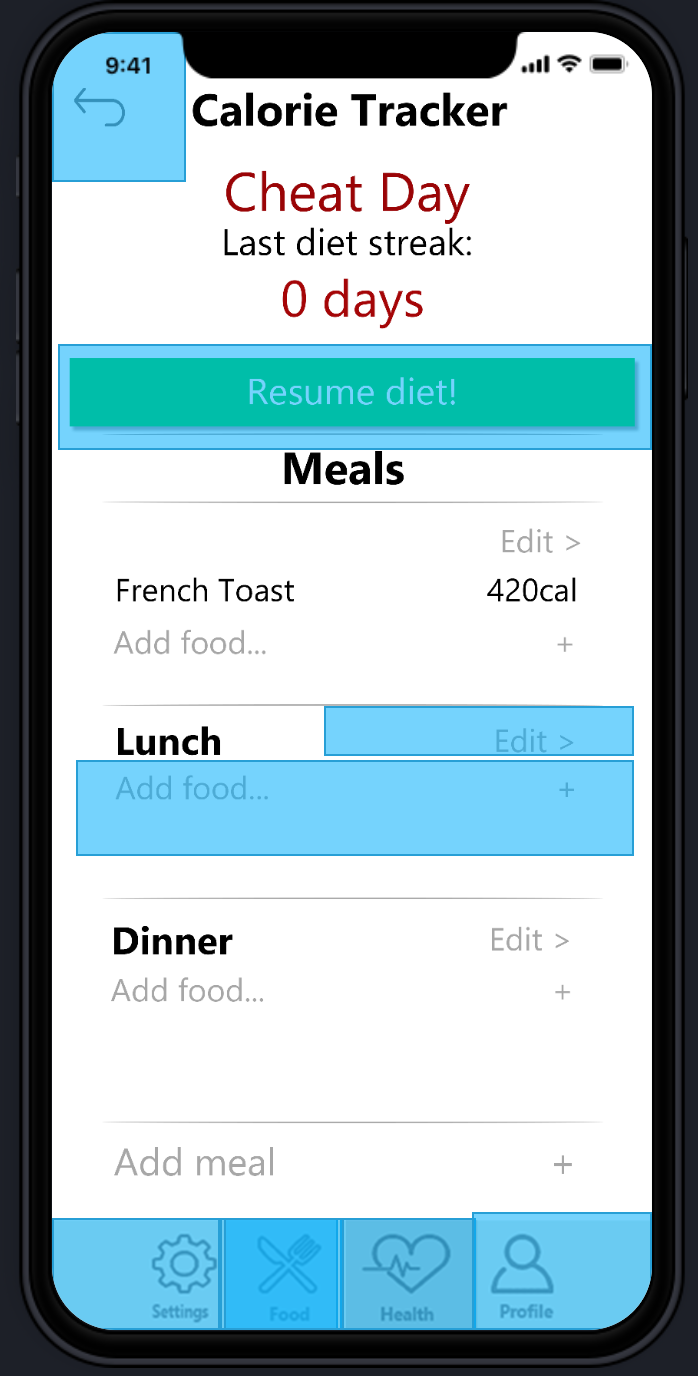 9:41
Calorie Tracker
Cheat Day
Last diet streak:
0 days
Resume diet!
Meals
Edit >
French Toast 420cal
Add food... +
Lunch Edit >
Add food... +
Dinner Edit >
Add food... +
Add meal +
Settings Food Health Profile